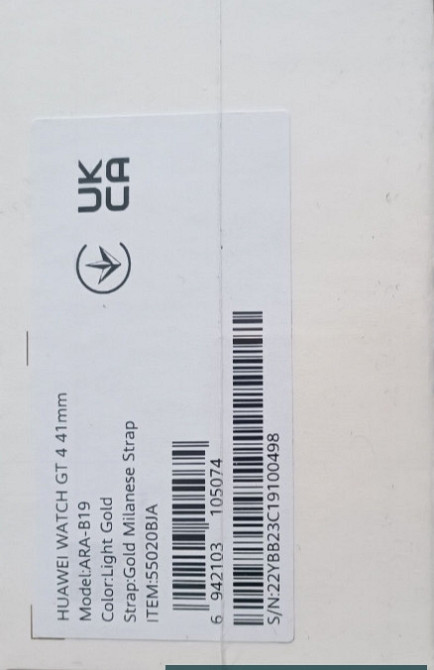 HUAWEI WATCH GT 4 41mm
Model:ARA-B19
Color:Light Gold
Strap:Gold Milanese Strap
ITEM:55020BJA
6 942103 105074
S/N:22YBB23C19100498
UK
CA